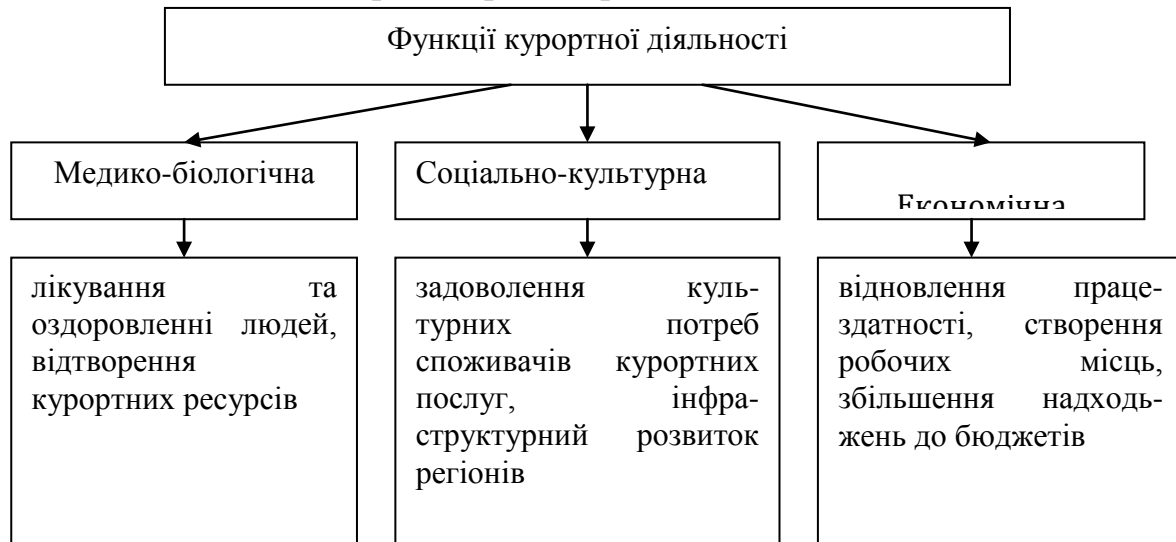 Функції курортної діяльності
Медико-біологічна
Соціально-культурна
Економічна
лікування та
оздоровленні людей,
відтворення
курортних ресурсів
задоволення куль-
турних потреб
споживачів курортних
послуг, інфра-
структурний розвиток
регіонів
відновлення праце-
здатності, створення
робочих місць,
збільшення надходь-
жень до бюджетів